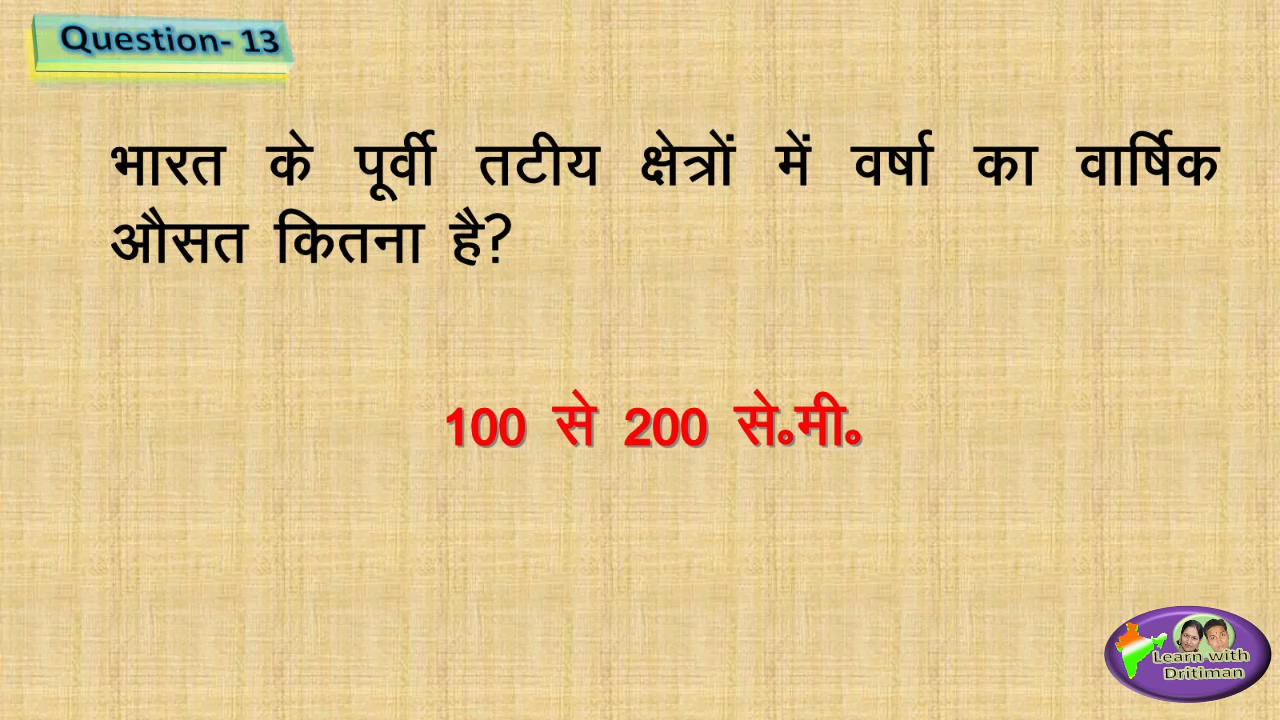 Question- 13
भारत के पूर्वी तटीय क्षेत्रों में वर्षा का वार्षिक
औसत कितना है?
100 से 200 से॰मी॰
Learn with
Dritiman